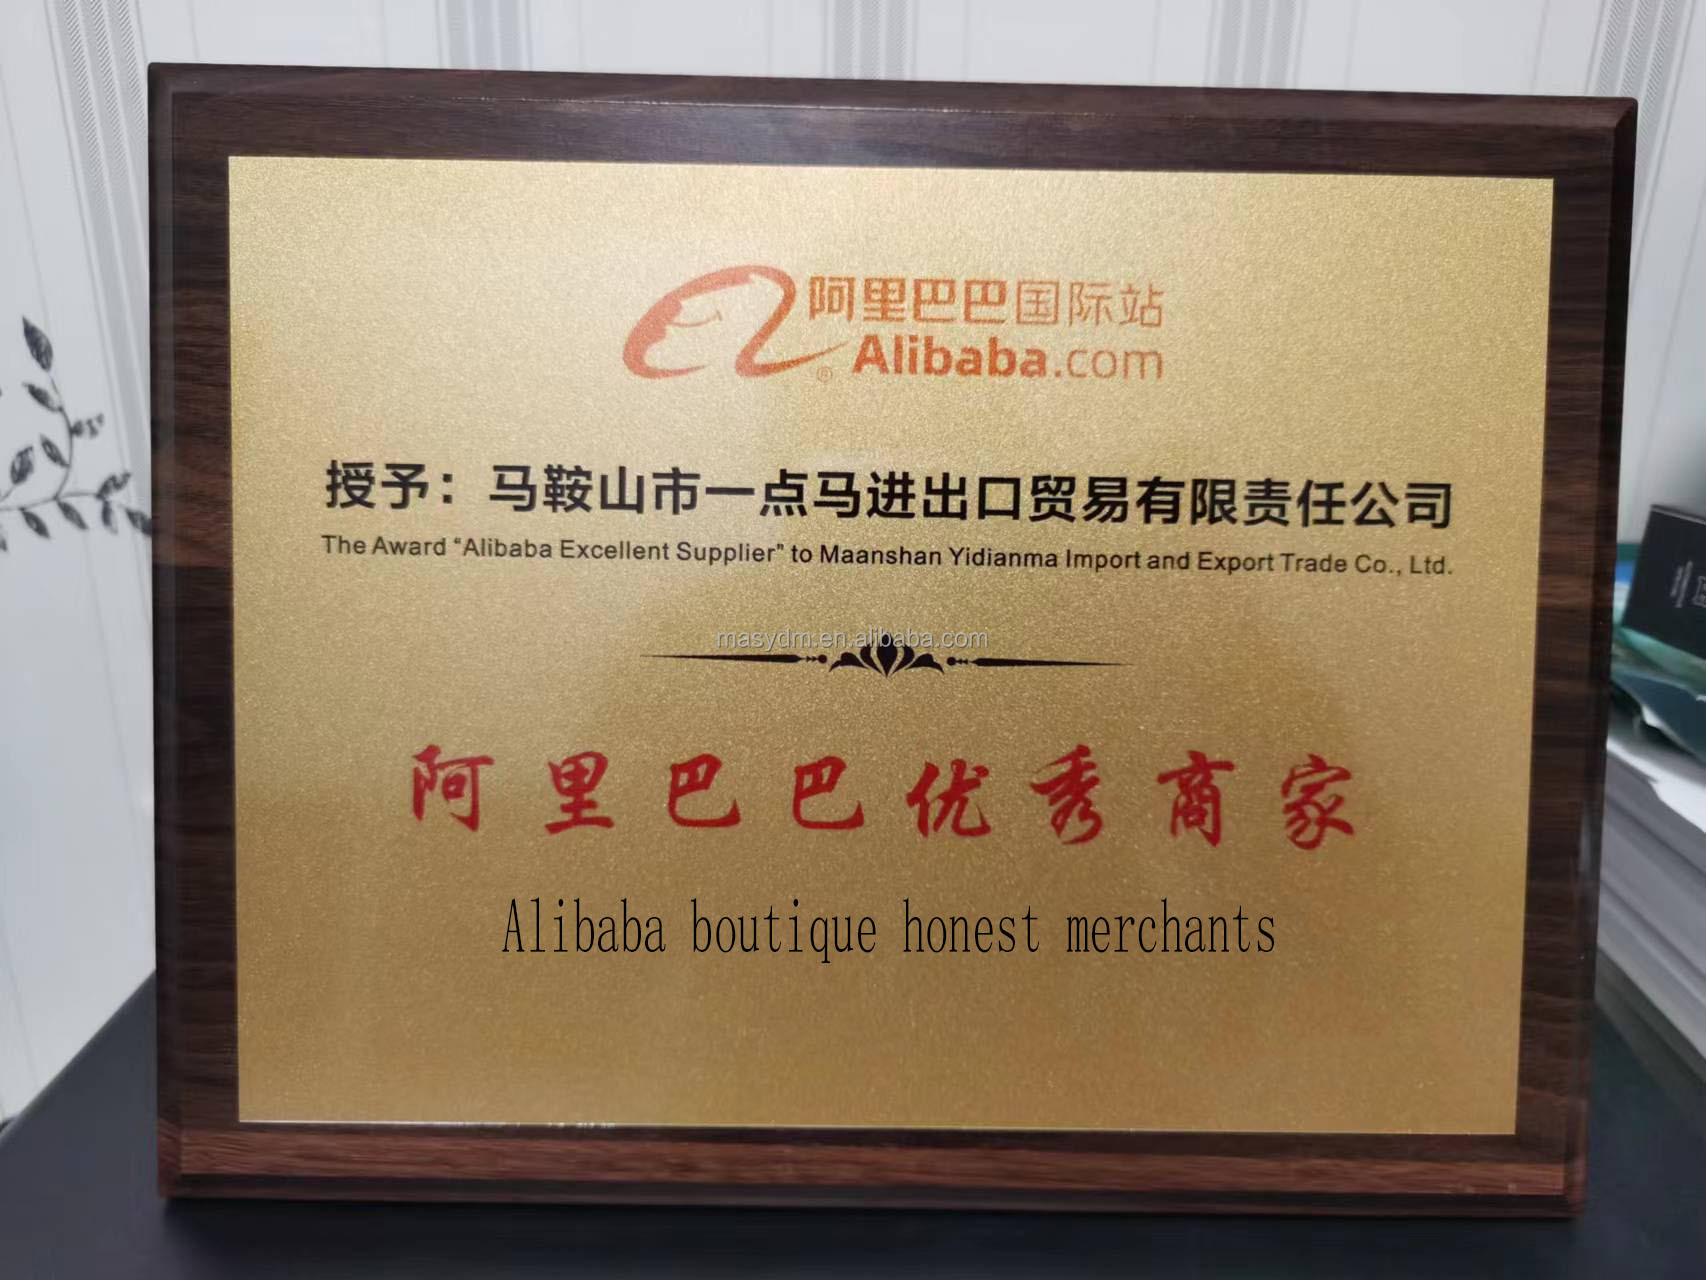 阿里巴巴国际站
Alibaba.com
授予：马鞍山市一点马进出口贸易有限责任公司
The Award “Alibaba Excellent Supplier” to Maanshan Yidianma Import and Export Trade Co., Ltd.
masydm.en.alibaba.com
阿里巴巴优秀商家
Alibaba boutique honest merchants